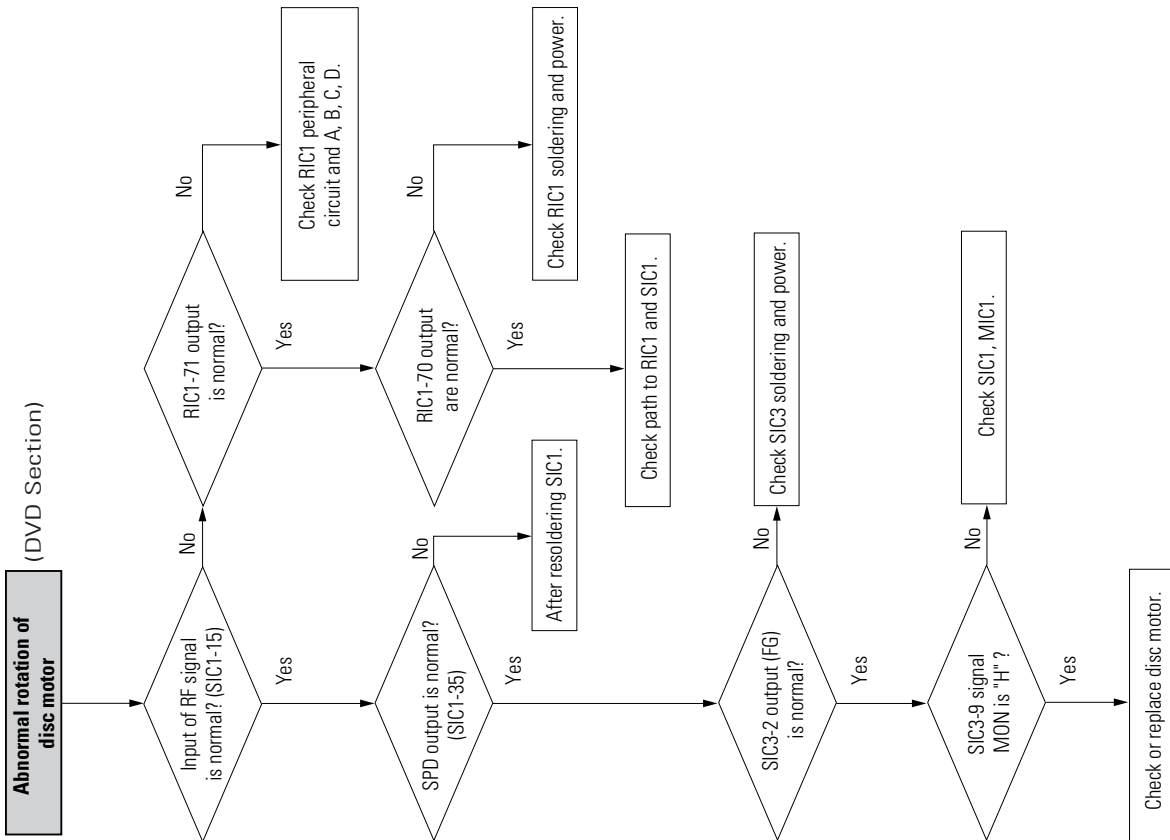 (DVD Section)
Abnormal rotation of
disc motor
Input of RF signal
is normal? (SIC1-15)
No
RIC1-71 output
is normal?
No
Check RIC1 peripheral
circuit and A, B, C, D.
Yes
RIC1-70 output
are normal?
No
Check RIC1 soldering and power.
Yes
Check path to RIC1 and SIC1.
Yes
SPD output is normal?
(SIC1-35)
No
After resoldering SIC1.
Yes
SIC3-2 output (FG)
is normal?
No
Check SIC3 soldering and power.
Yes
SIC3-9 signal
MON is "H" ?
No
Check SIC1, MIC1.
Yes
Check or replace disc motor.